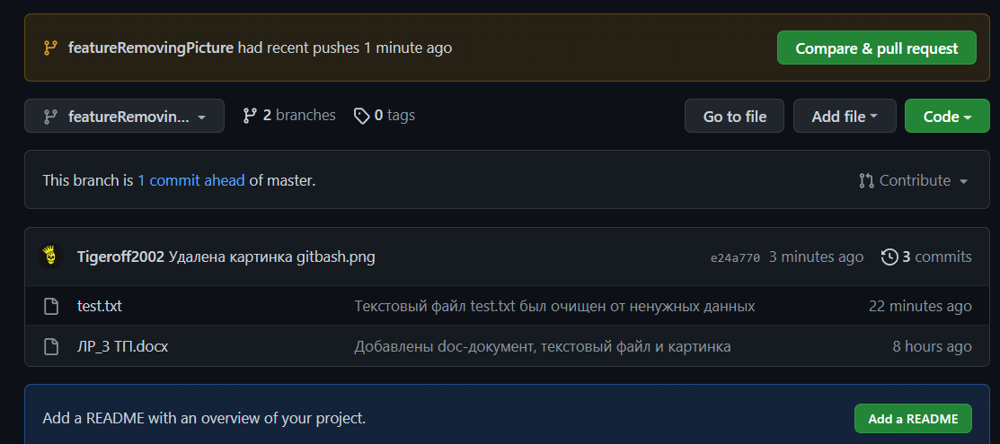 featureRemovingPicture had recent pushes 1 minute ago Compare & pull request
featureRemovin... 2 branches 0 tags Go to file Add file Code
This branch is 1 commit ahead of master. Contribute
Tigeroff2002 Удалена картинка gitbash.png e24a770 3 minutes ago 3 commits
test.txt Текстовый файл test.txt был очищен от ненужных данных 22 minutes ago
ЛР_3 ТП.docx Добавлены doc-документ, текстовый файл и картинка 8 hours ago
Add a README with an overview of your project. Add a README